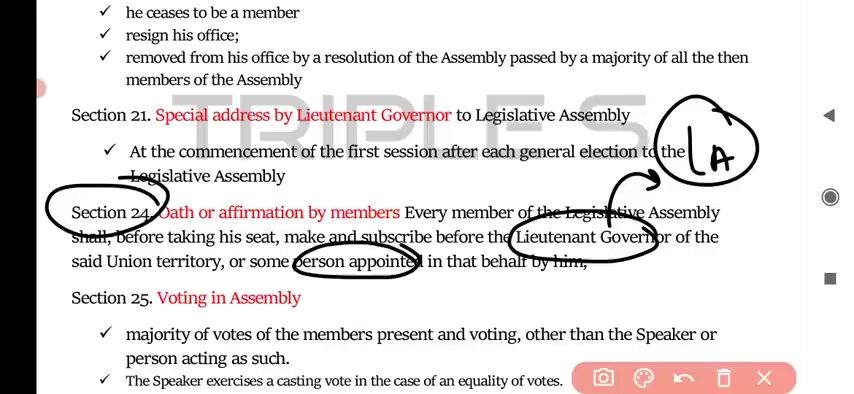 ✓ he ceases to be a member
✓ resign his office;
✓ removed from his office by a resolution of the Assembly passed by a majority of all the then
members of the Assembly
TRIPLE S
Section 21. Special address by Lieutenant Governor to Legislative Assembly
✓ At the commencement of the first session after each general election to the
Legislative Assembly
LA
Section 24. Oath or affirmation by members Every member of the Legislative Assembly
shall, before taking his seat, make and subscribe before the Lieutenant Governor of the
said Union territory, or some person appointed in that behalf by him,
Section 25. Voting in Assembly
✓ majority of votes of the members present and voting, other than the Speaker or
person acting as such.
✓ The Speaker exercises a casting vote in the case of an equality of votes.